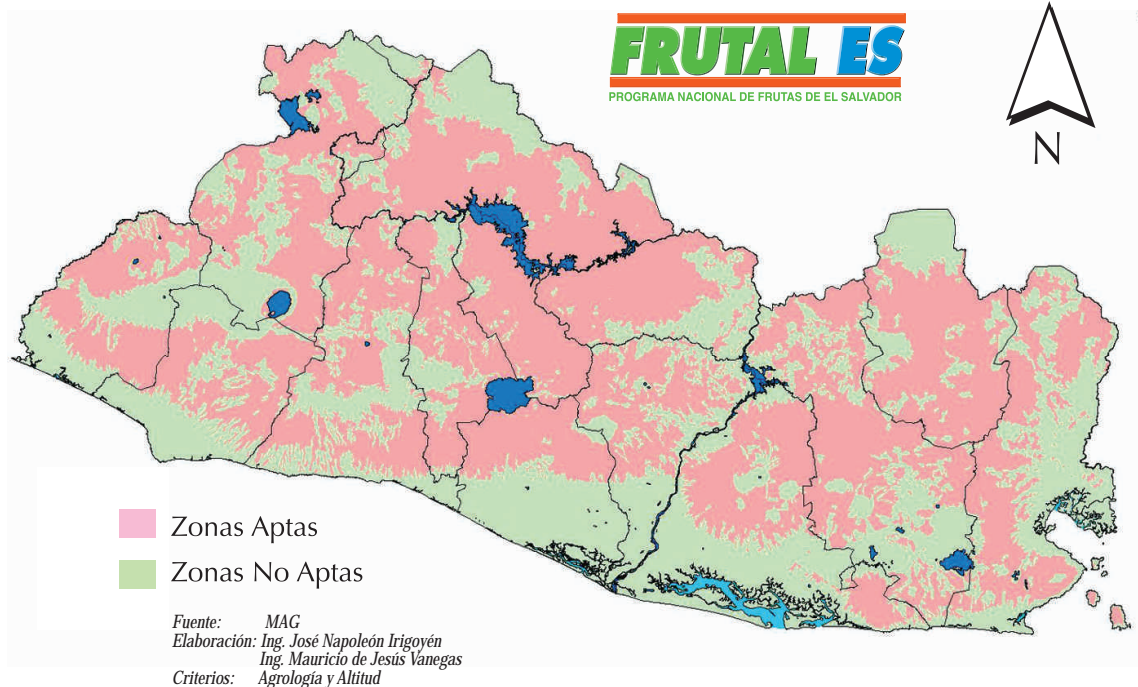 FRUTAL ES
PROGRAMA NACIONAL DE FRUTAS DE EL SALVADOR
N
Zonas Aptas
Zonas No Aptas
Fuente: MAG
Elaboración: Ing. José Napoleón Irigoyén
Ing. Mauricio de Jesús Vanegas
Criterios: Agrología y Altitud